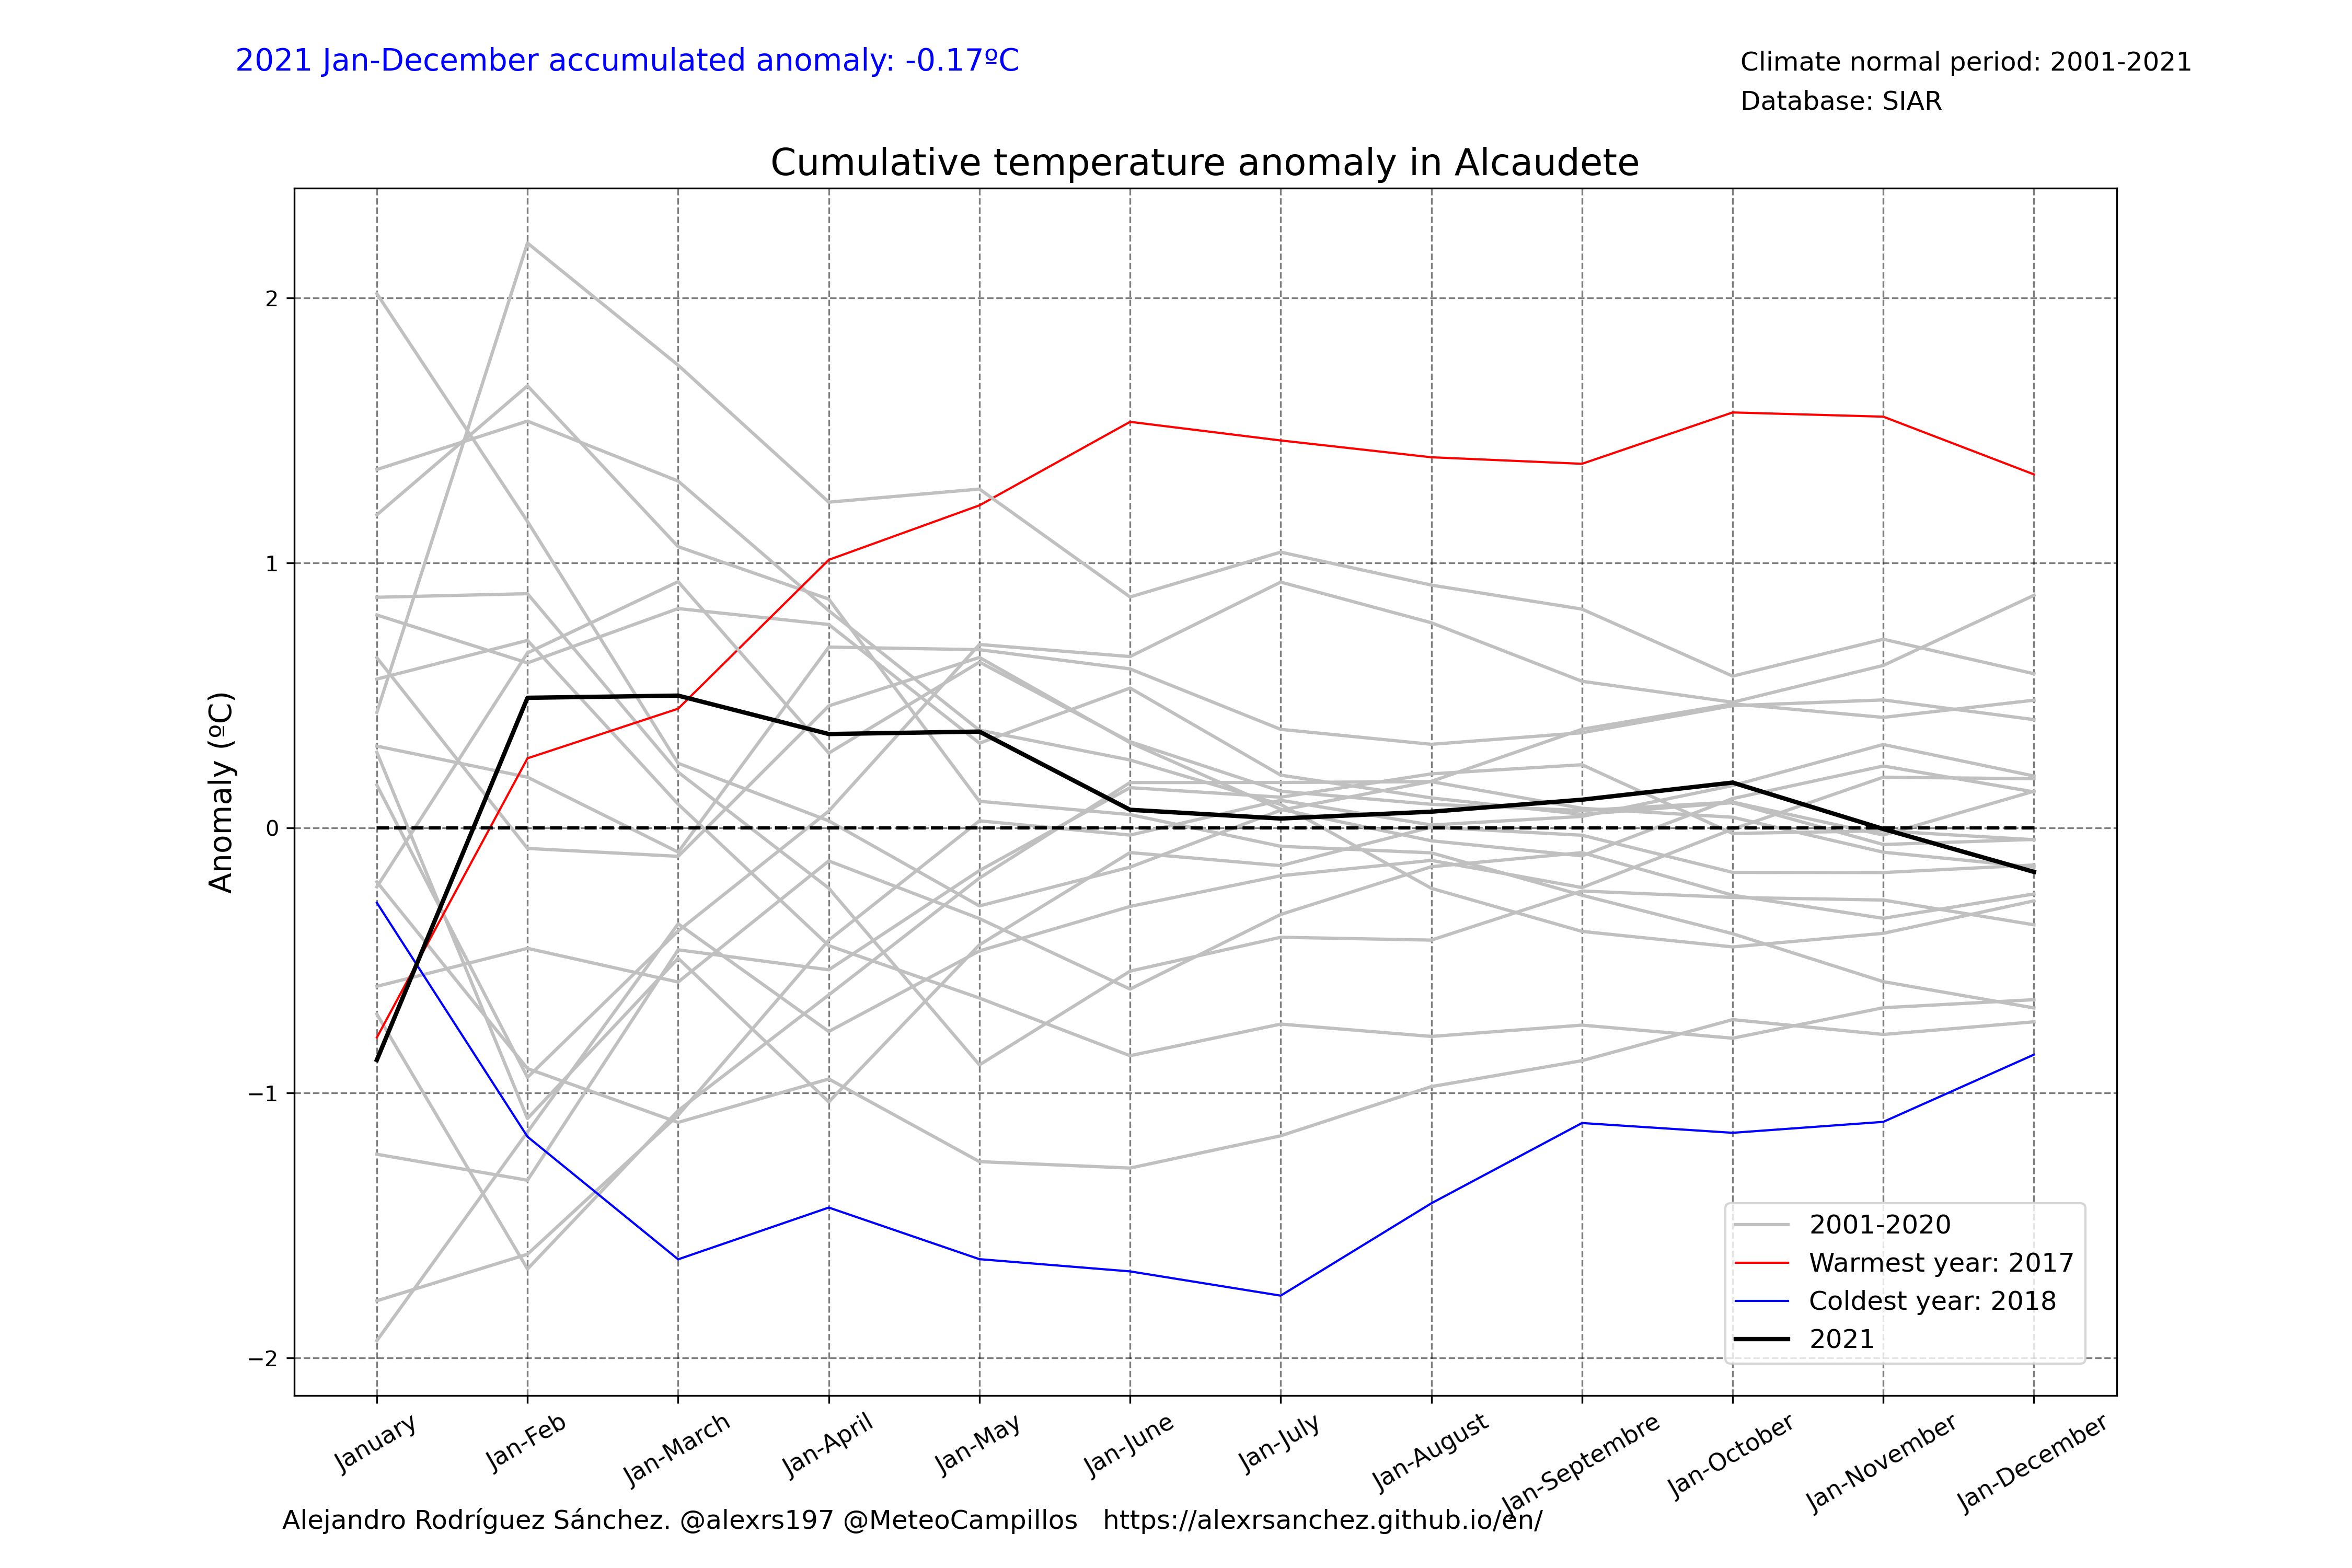 2021 Jan-December accumulated anomaly: -0.17ºC
Climate normal period: 2001-2021
Database: SIAR
Cumulative temperature anomaly in Alcaudete
Anomaly (ºC)
2
1
0
−1
−2
2001-2020
Warmest year: 2017
Coldest year: 2018
2021
January
Jan-Feb
Jan-March
Jan-April
Jan-May
Jan-June
Jan-July
Jan-August
Jan-Septembre
Jan-October
Jan-November
Jan-December
Alejandro Rodríguez Sánchez. @alexrs197 @MeteoCampillos   https://alexrsanchez.github.io/en/